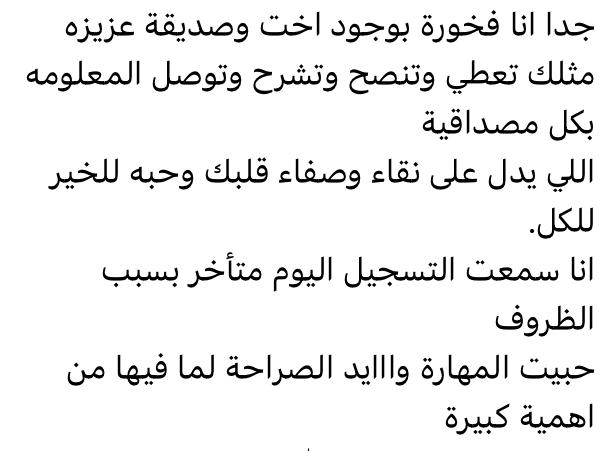 جدا انا فخورة بوجود اخت وصديقة عزيزه
مثلك تعطي وتنصح وتشرح وتوصل المعلومه
بكل مصداقية
اللي يدل على نقاء وصفاء قلبك وحبه للخير
للكل.
انا سمعت التسجيل اليوم متأخر بسبب
الظروف
حبيت المهارة وااايد الصراحة لما فيها من
اهمية كبيرة